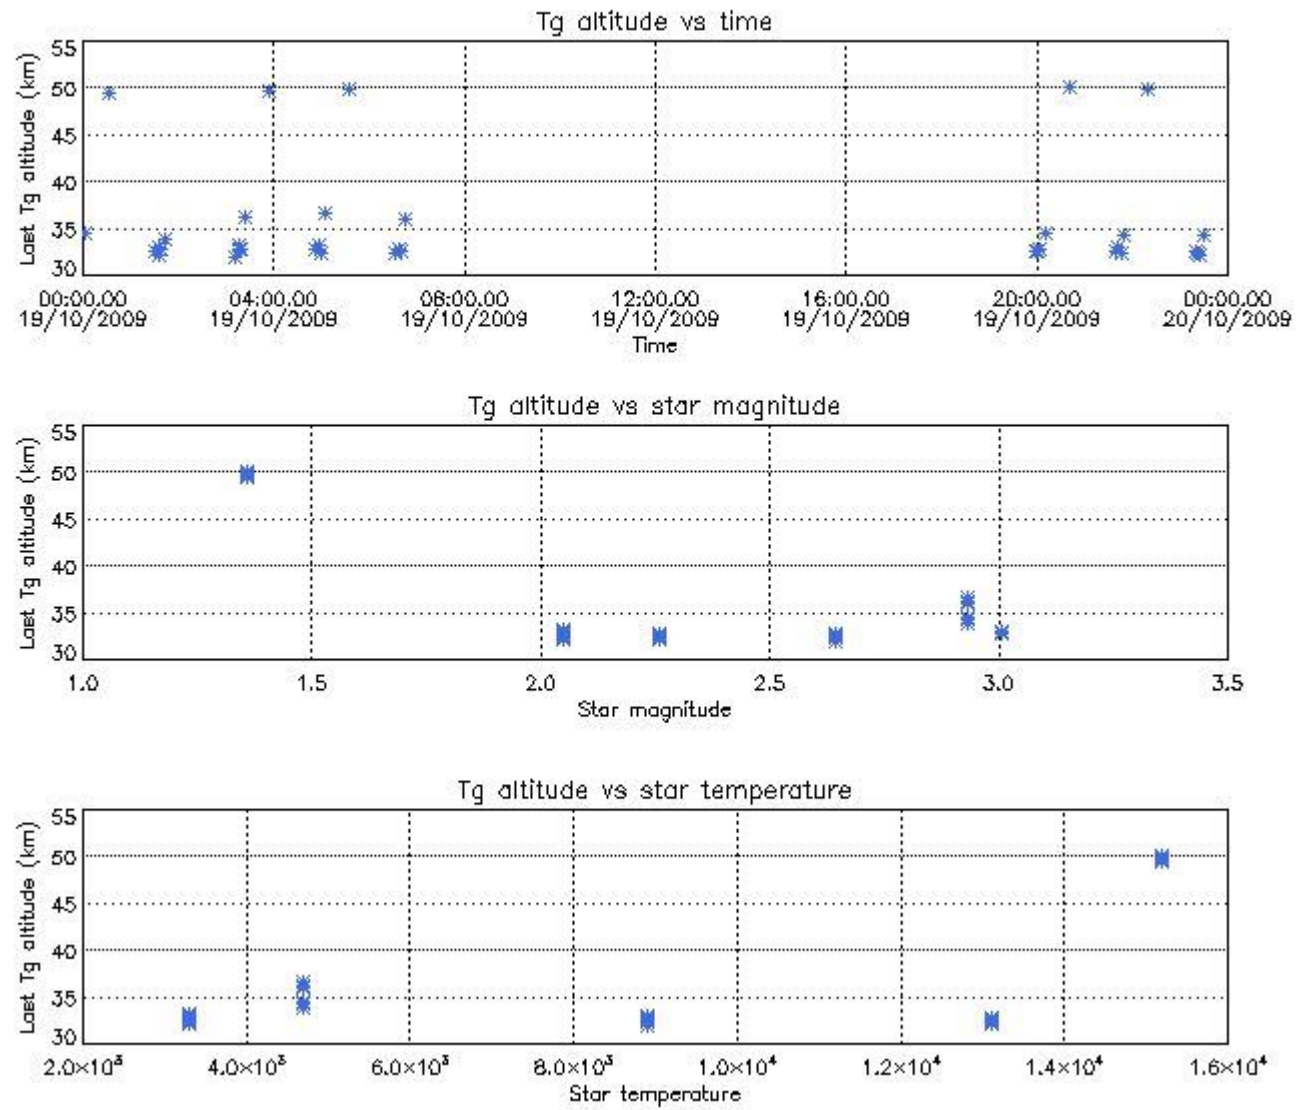 Tg altitude vs time
Last Tg altitude (km)
55
50
45
40
35
30
00:00.00 04:00.00 08:00.00 12:00.00 16:00.00 20:00.00 00:00.00
19/10/2009 19/10/2009 19/10/2009 19/10/2009 19/10/2009 19/10/2009 20/10/2009
Time
Tg altitude vs star magnitude
Last Tg altitude (km)
55
50
45
40
35
30
1.0 1.5 2.0 2.5 3.0 3.5
Star magnitude
Tg altitude vs star temperature
Last Tg altitude (km)
55
50
45
40
35
30
2.0×10³ 4.0×10³ 6.0×10³ 8.0×10³ 1.0×10⁴ 1.2×10⁴ 1.4×10⁴ 1.6×10⁴
Star temperature